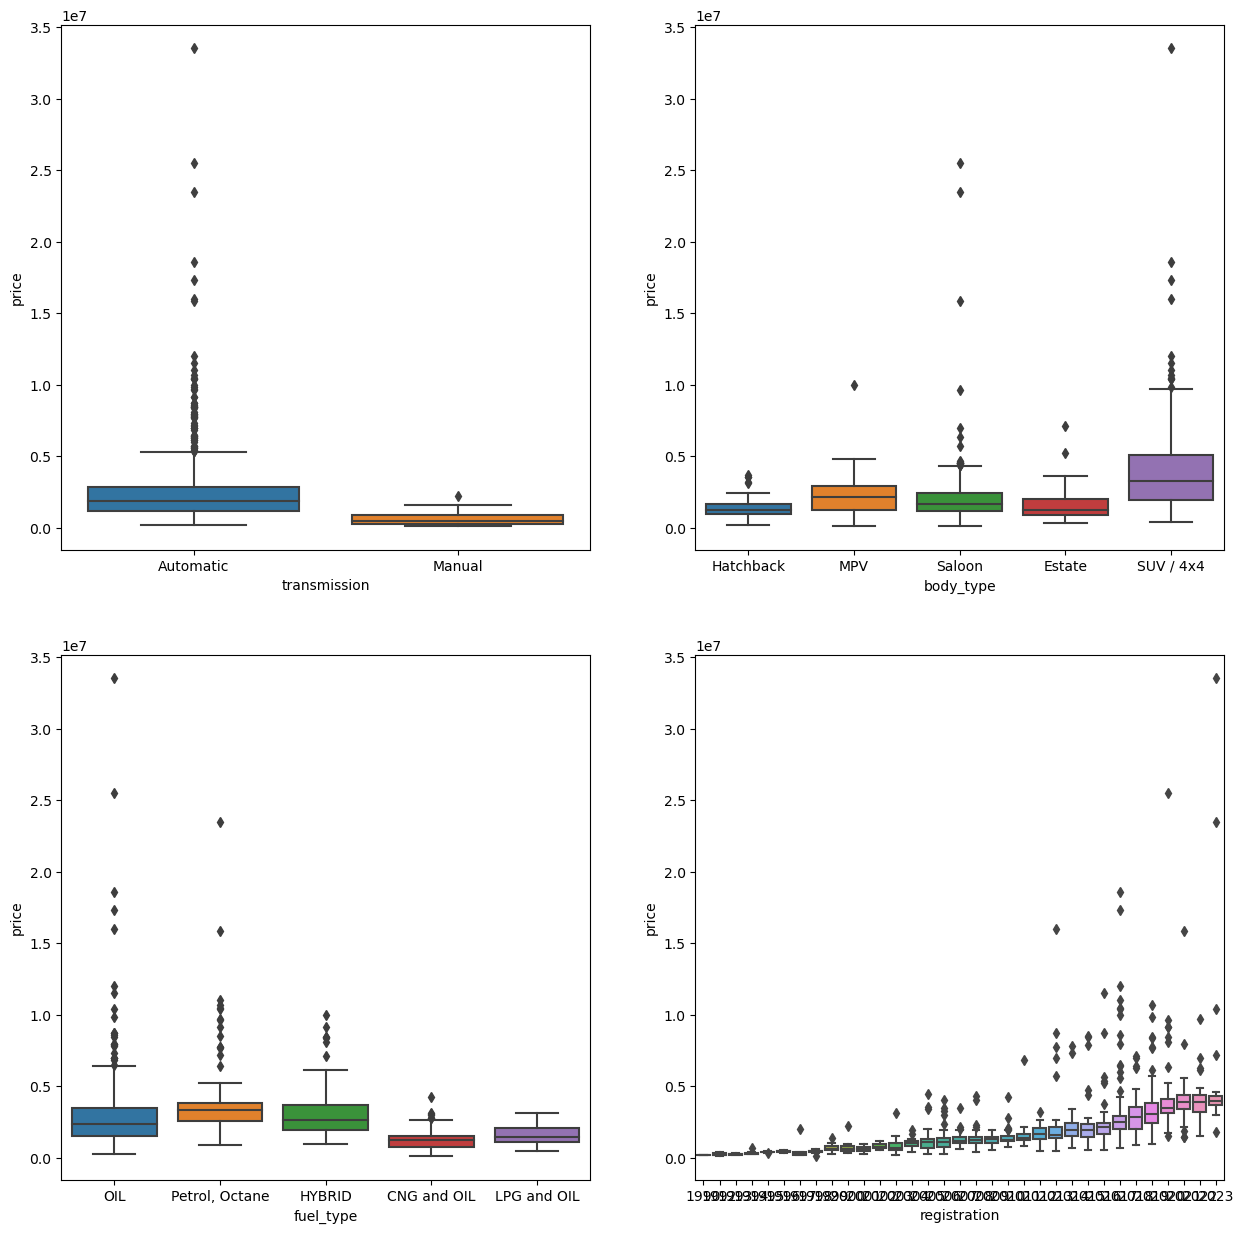 1e7
3.5
3.0
2.5
2.0
1.5
1.0
0.5
0.0
price
Automatic Manual
transmission
1e7
3.5
3.0
2.5
2.0
1.5
1.0
0.5
0.0
price
Hatchback MPV Saloon Estate SUV / 4x4
body_type
1e7
3.5
3.0
2.5
2.0
1.5
1.0
0.5
0.0
price
OIL Petrol, Octane HYBRID CNG and OIL LPG and OIL
fuel_type
1e7
3.5
3.0
2.5
2.0
1.5
1.0
0.5
0.0
price
registration